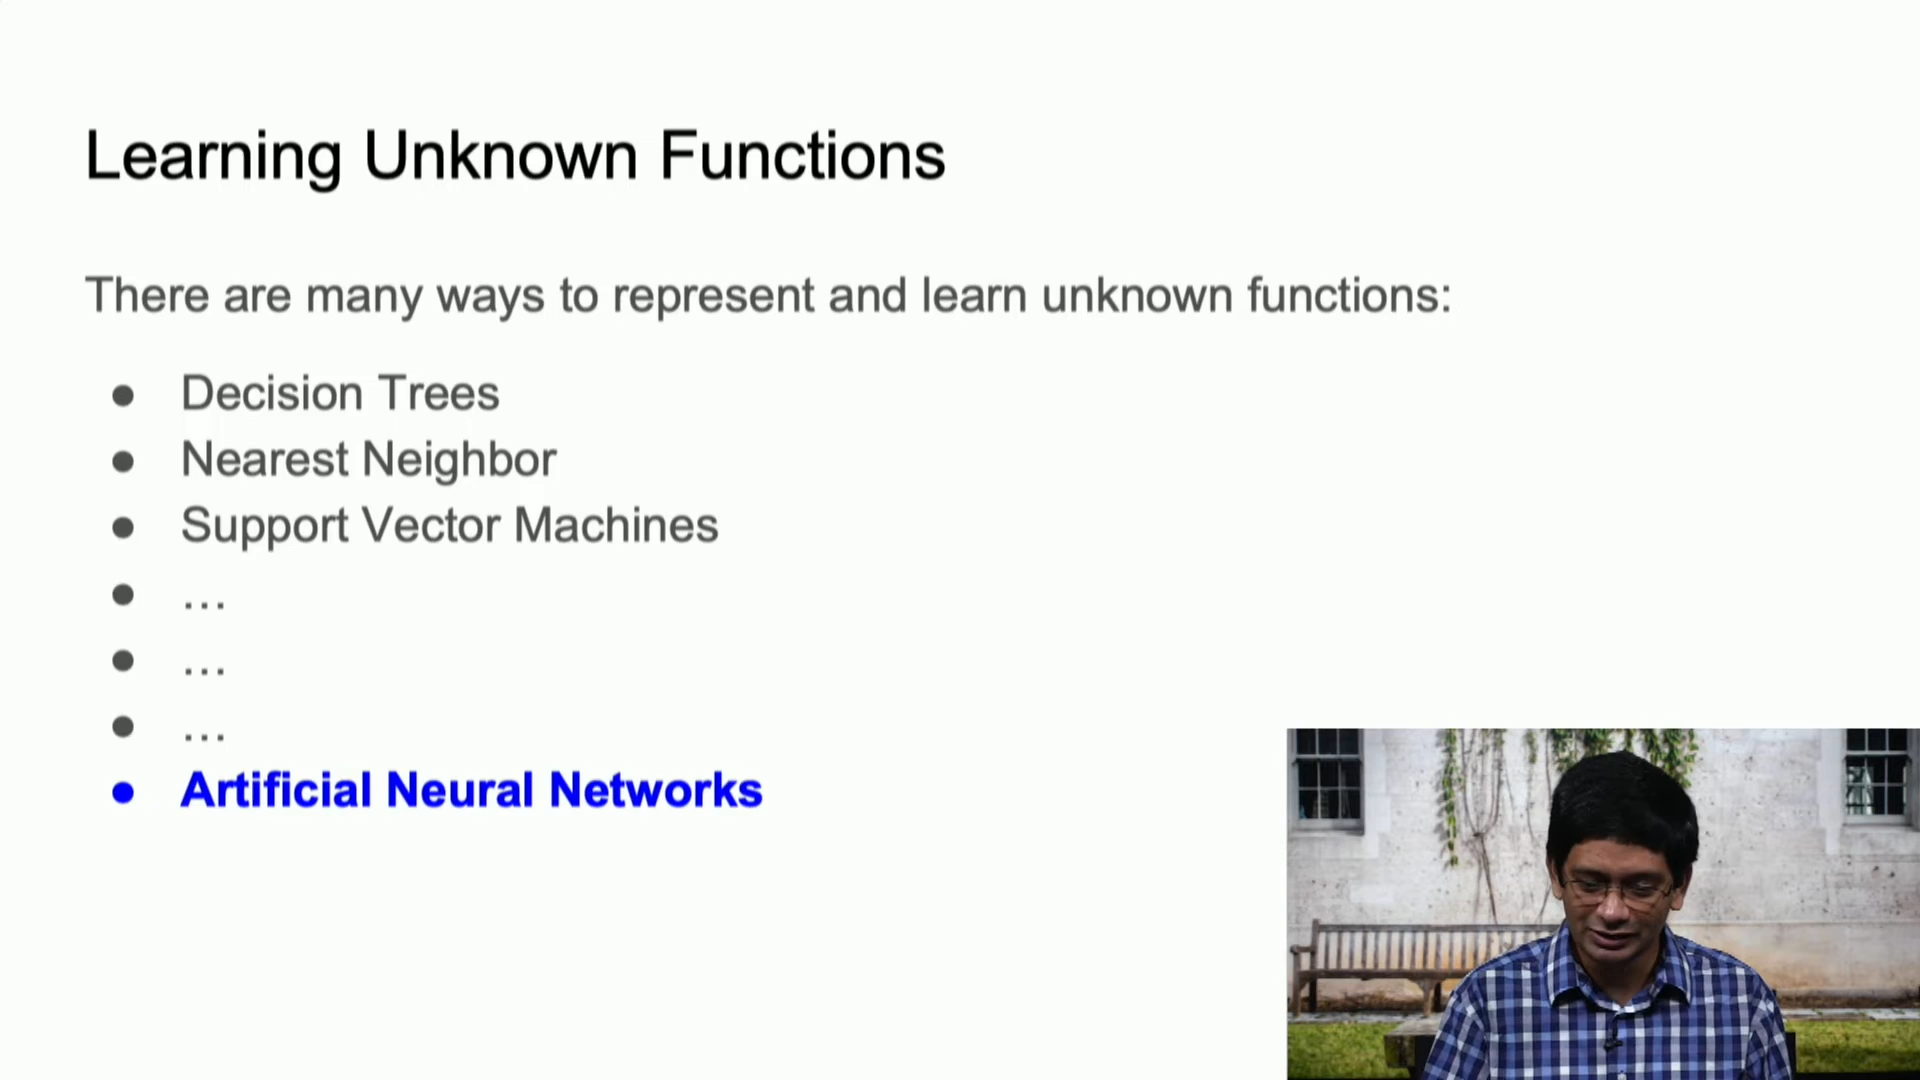 Learning Unknown Functions
There are many ways to represent and learn unknown functions:
● Decision Trees
● Nearest Neighbor
● Support Vector Machines
● ...
● ...
● ...
● Artificial Neural Networks